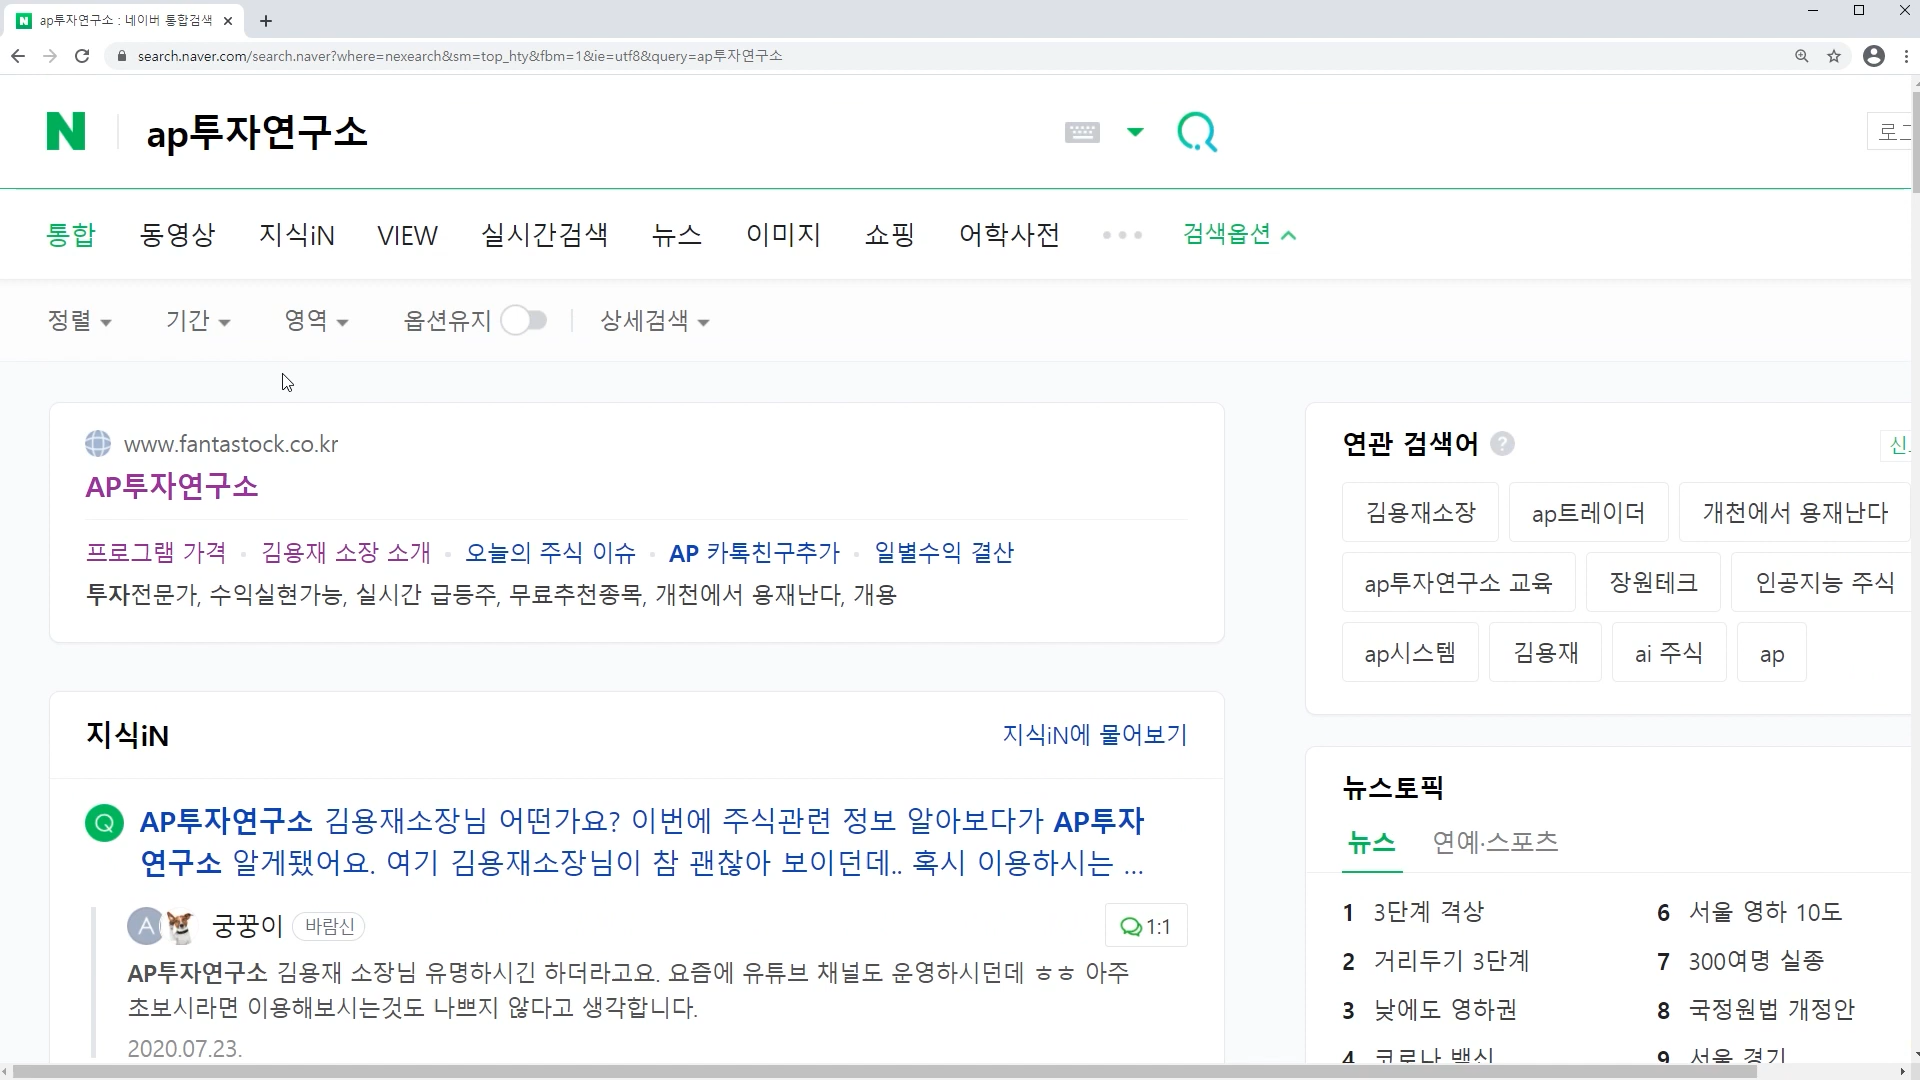 ap투자연구소 : 네이버 통합검색
search.naver.com/search.naver?where=nexearch&sm=top_hty&fbm=1&ie=utf8&query=ap투자연구소
N
ap투자연구소
통합 동영상 지식iN VIEW 실시간검색 뉴스 이미지 쇼핑 어학사전 검색옵션
정렬 기간 영역 옵션유지 상세검색
www.fantastock.co.kr
AP투자연구소
프로그램 가격 · 김용재 소장 소개 · 오늘의 주식 이슈 · AP 카톡친구추가 · 일별수익 결산
투자전문가, 수익실현가능, 실시간 급등주, 무료추천종목, 개천에서 용재난다, 개용
지식iN 지식iN에 물어보기
AP투자연구소 김용재소장님 어떤가요? 이번에 주식관련 정보 알아보다가 AP투자
연구소 알게됐어요. 여기 김용재소장님이 참 괜찮아 보이던데.. 혹시 이용하시는 ...
A 궁꿍이 바람신 1:1
AP투자연구소 김용재 소장님 유명하시긴 하더라고요. 요즘에 유튜브 채널도 운영하시던데 ㅎㅎ 아주
초보시라면 이용해보시는것도 나쁘지 않다고 생각합니다.
2020.07.23.
연관 검색어 ?
김용재소장 ap트레이더 개천에서 용재난다
ap투자연구소 교육 장원테크 인공지능 주식
ap시스템 김용재 ai 주식 ap
뉴스토픽
뉴스 연예·스포츠
1 3단계 격상 6 서울 영하 10도
2 거리두기 3단계 7 300여명 실종
3 낮에도 영하권 8 국정원법 개정안
4 코로나 백신 9 서울 경기